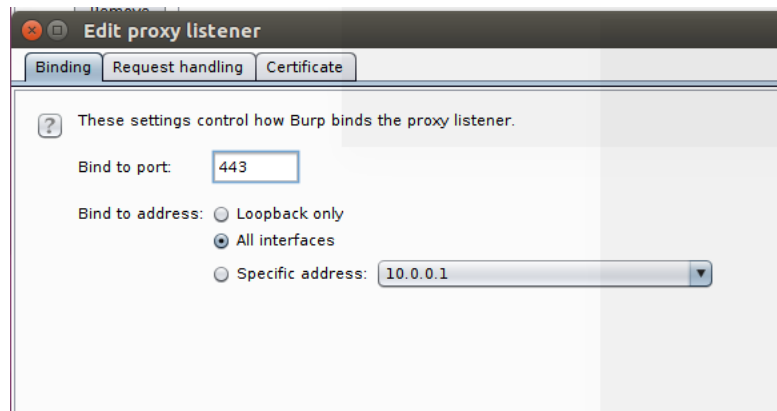 Remove
Edit proxy listener
Binding Request handling Certificate
? These settings control how Burp binds the proxy listener.
Bind to port: 443
Bind to address: Loopback only
All interfaces
Specific address: 10.0.0.1